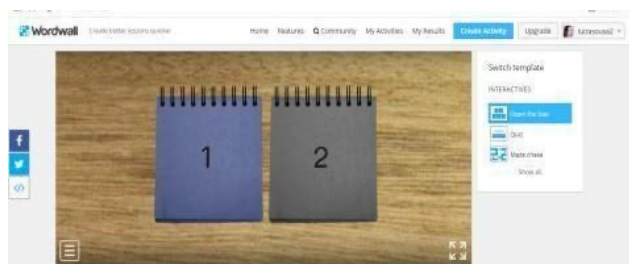 Wordwall Create better lessons quicker
Home Features Community My Activities My Results Create Activity Upgrade
Switch template
INTERACTIVES
Open the box
Quiz
Maze chase
Show all
1 2